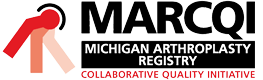 MARCQI
MICHIGAN ARTHROPLASTY
REGISTRY
COLLABORATIVE QUALITY INITIATIVE